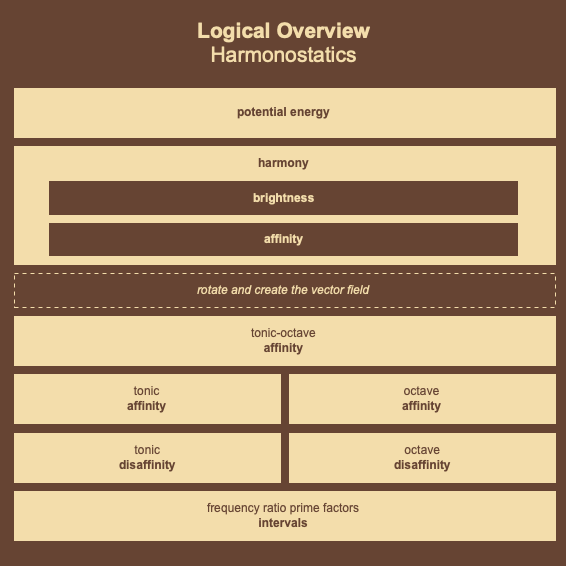 Logical Overview
Harmonostatics
potential energy
harmony
brightness
affinity
rotate and create the vector field
tonic-octave
affinity
tonic
affinity
octave
affinity
tonic
disaffinity
octave
disaffinity
frequency ratio prime factors
intervals